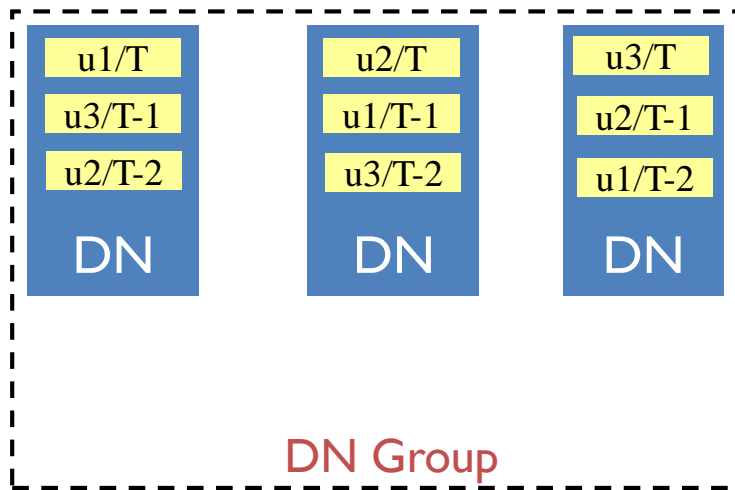 u1/T
u3/T-1
u2/T-2
DN
u2/T
u1/T-1
u3/T-2
DN
u3/T
u2/T-1
u1/T-2
DN
DN Group